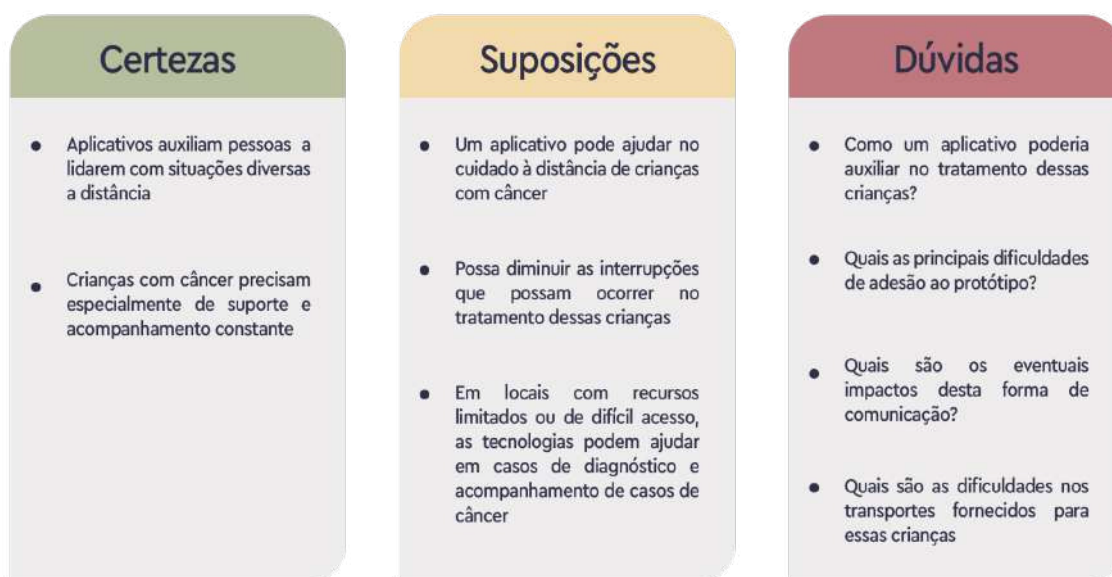 Certezas
Aplicativos auxiliam pessoas a
lidarem com situações diversas
a distância
Crianças com câncer precisam
especialmente de suporte e
acompanhamento constante
Suposições
Um aplicativo pode ajudar no
cuidado à distância de crianças
com câncer
Possa diminuir as interrupções
que possam ocorrer no
tratamento dessas crianças
Em locais com recursos
limitados ou de difícil acesso,
as tecnologias podem ajudar
em casos de diagnóstico e
acompanhamento de casos de
câncer
Dúvidas
Como um aplicativo poderia
auxiliar no tratamento dessas
crianças?
Quais as principais dificuldades
de adesão ao protótipo?
Quais são os eventuais
impactos desta forma de
comunicação?
Quais são as dificuldades nos
transportes fornecidos para
essas crianças